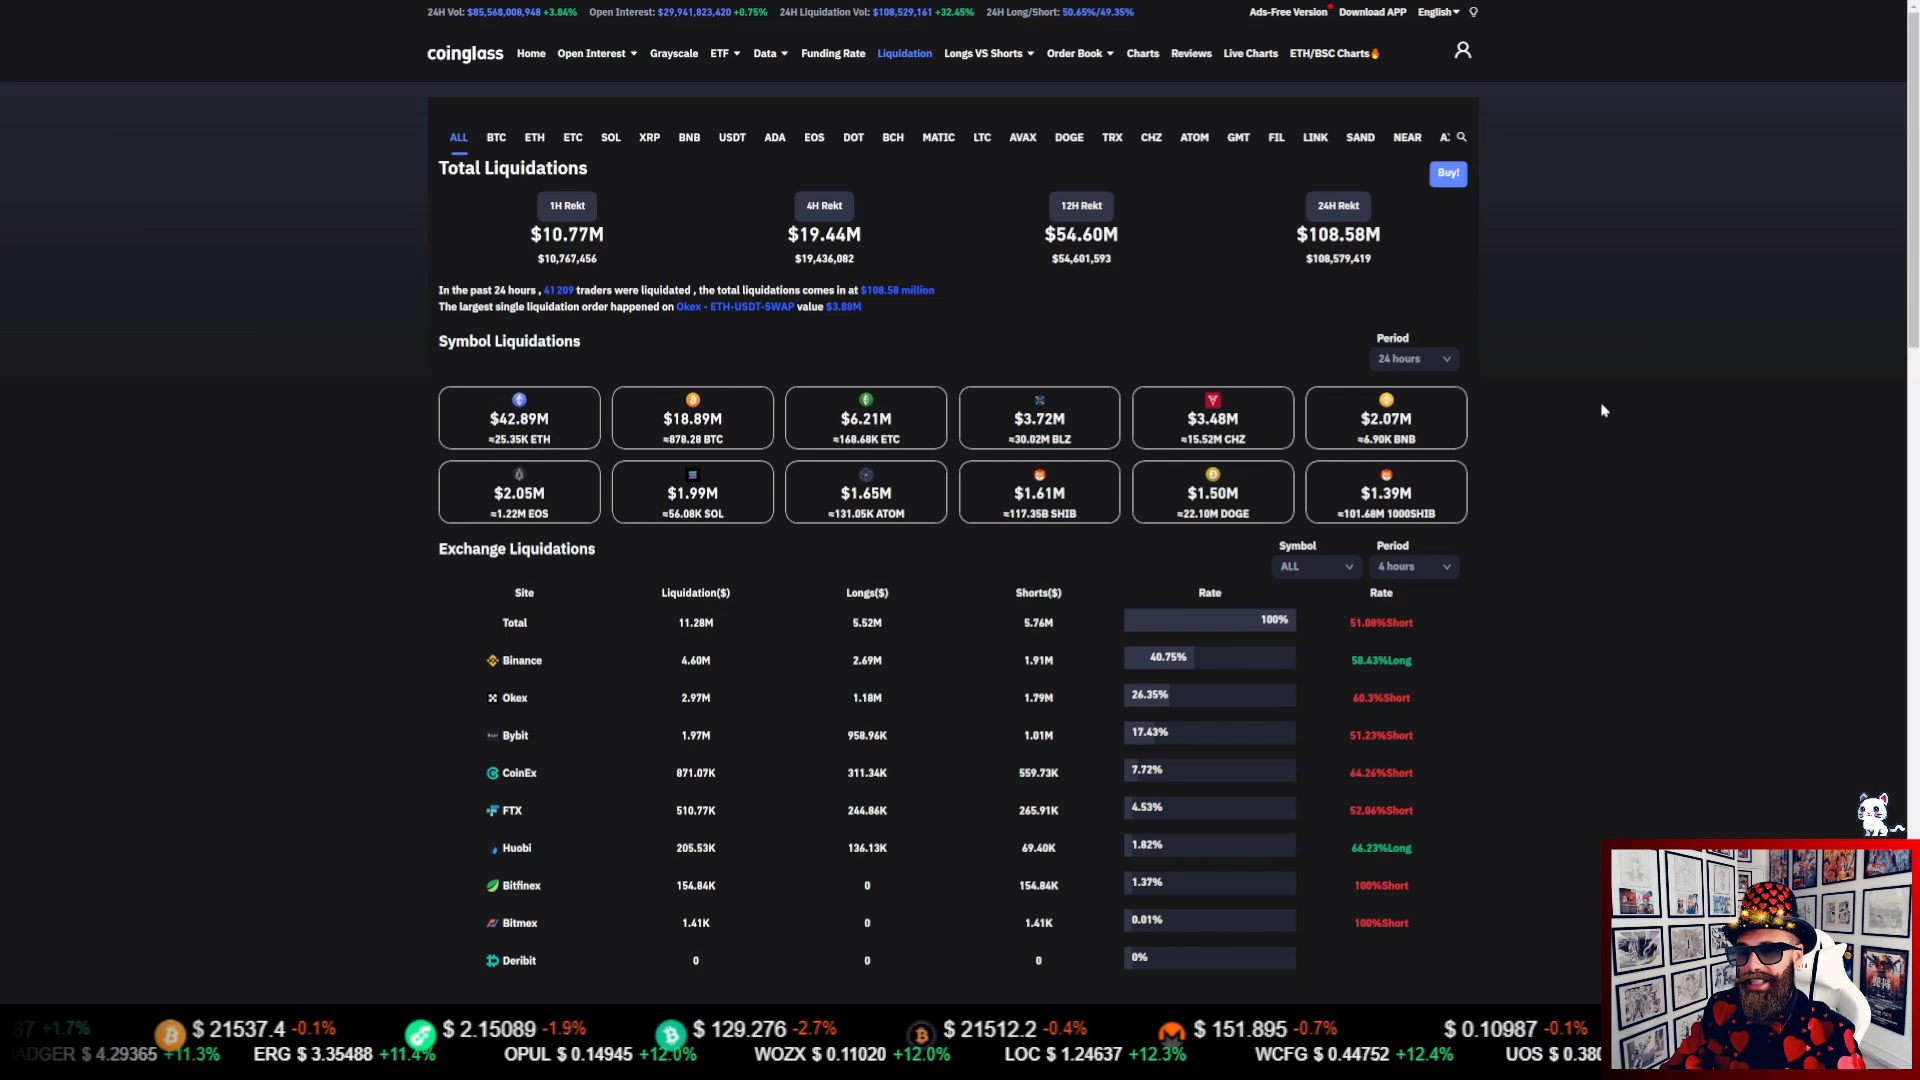 24H Vol: $85,568,008,948 +3.84% Open Interest: $29,941,823,420 +0.75% 24H Liquidation Vol: $108,529,161 +32.45% 24H Long/Short: 50.65%/49.35% Ads-Free Version Download APP English
coinglass Home Open Interest Grayscale ETF Data Funding Rate Liquidation Longs VS Shorts Order Book Charts Reviews Live Charts ETH/BSC Charts
ALL BTC ETH ETC SOL XRP BNB USDT ADA EOS DOT BCH MATIC LTC AVAX DOGE TRX CHZ ATOM GMT FIL LINK SAND NEAR
Total Liquidations
Buy!
1H Rekt 4H Rekt 12H Rekt 24H Rekt
$10.77M $19.44M $54.60M $108.58M
$10,767,456 $19,436,082 $54,601,593 $108,579,419
In the past 24 hours , 41209 traders were liquidated , the total liquidations comes in at $108.58 million
The largest single liquidation order happened on Okex - ETH-USDT-SWAP value $3.88M
Symbol Liquidations
Period
24 hours
$42.89M $18.89M $6.21M $3.72M $3.48M $2.07M
≈25.35K ETH ≈878.28 BTC ≈168.68K ETC ≈30.02M BLZ ≈15.52M CHZ ≈6.90K BNB
$2.05M $1.99M $1.65M $1.61M $1.50M $1.39M
≈1.22M EOS ≈56.08K SOL ≈131.05K ATOM ≈117.35B SHIB ≈22.10M DOGE ≈101.68M 1000SHIB
Exchange Liquidations
Symbol Period
ALL 4 hours
Site Liquidation($) Longs($) Shorts($) Rate Rate
Total 11.28M 5.52M 5.76M 100% 51.08%Short
Binance 4.60M 2.69M 1.91M 40.75% 58.43%Long
Okex 2.97M 1.18M 1.79M 26.35% 60.3%Short
Bybit 1.97M 958.96K 1.01M 17.43% 51.23%Short
CoinEx 871.07K 311.34K 559.73K 7.72% 64.26%Short
FTX 510.77K 244.86K 265.91K 4.53% 52.06%Short
Huobi 205.53K 136.13K 69.40K 1.82% 66.23%Long
Bitfinex 154.84K 0 154.84K 1.37% 100%Short
Bitmex 1.41K 0 1.41K 0.01% 100%Short
Deribit 0 0 0 0%
87 +1.7% $ 21537.4 -0.1% $ 2.15089 -1.9% $ 129.276 -2.7% $ 21512.2 -0.4% $ 151.895 -0.7% $ 0.10987 -0.1%
ADGER $ 4.29365 +11.3% ERG $ 3.35488 +11.4% OPUL $ 0.14945 +12.0% WOZX $ 0.11020 +12.0% LOC $ 1.24637 +12.3% WCFG $ 0.44752 +12.4% UOS $ 0.380